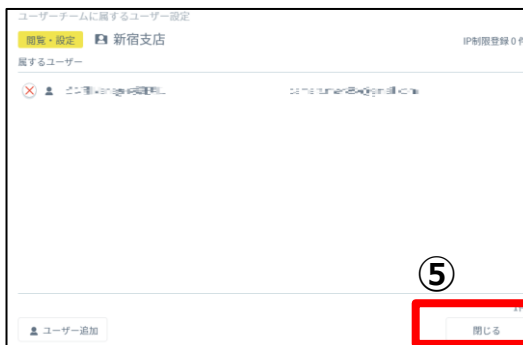 ユーザーチームに属するユーザー設定
閲覧・設定 新宿支店 IP制限登録 0 件
属するユーザー
⑤
ユーザー追加 閉じる